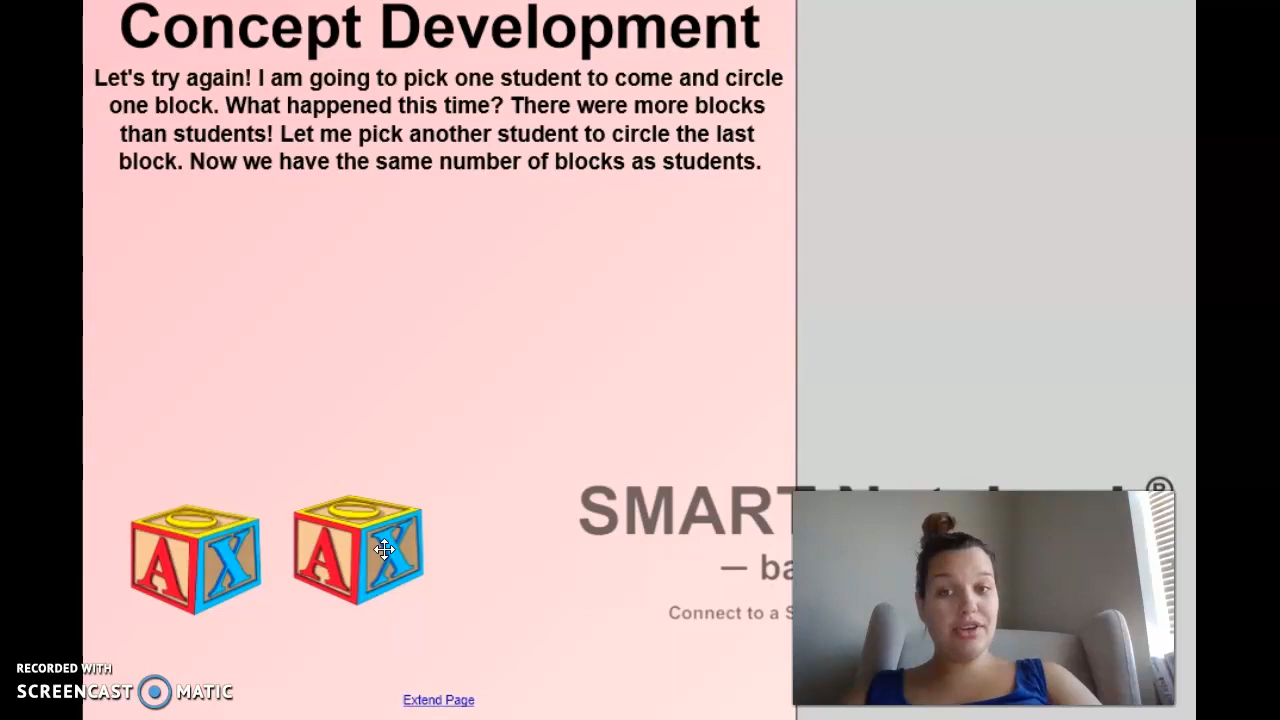 Concept Development
Let's try again! I am going to pick one student to come and circle
one block. What happened this time? There were more blocks
than students! Let me pick another student to circle the last
block. Now we have the same number of blocks as students.
A X
A X
SMART
— ba
Connect to a S
RECORDED WITH
SCREENCAST MATIC
Extend Page